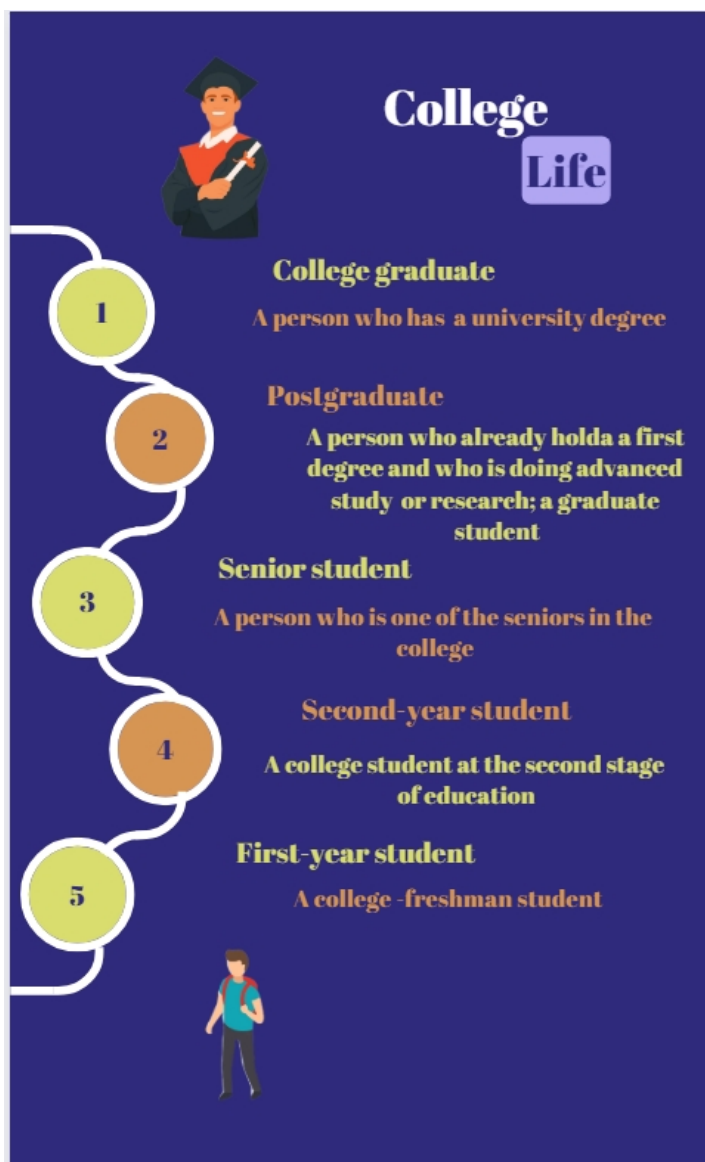 College
Life
College graduate
1
A person who has a university degree
Postgraduate
2
A person who already holda a first
degree and who is doing advanced
study or research; a graduate
student
Senior student
3
A person who is one of the seniors in the
college
Second-year student
4
A college student at the second stage
of education
First-year student
5
A college -freshman student